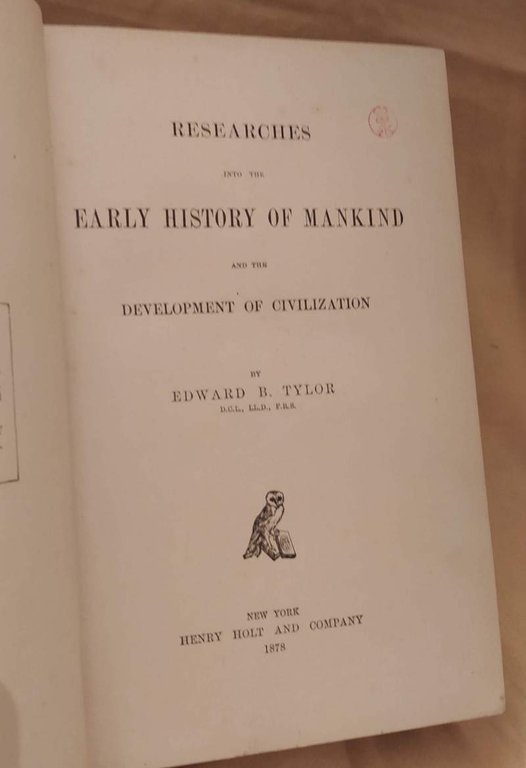 RESEARCHES
INTO THE
EARLY HISTORY OF MANKIND
AND THE
DEVELOPMENT OF CIVILIZATION
BY
EDWARD B. TYLOR
D.C.L., LL.D., F.R.S.
NEW YORK
HENRY HOLT AND COMPANY
1878